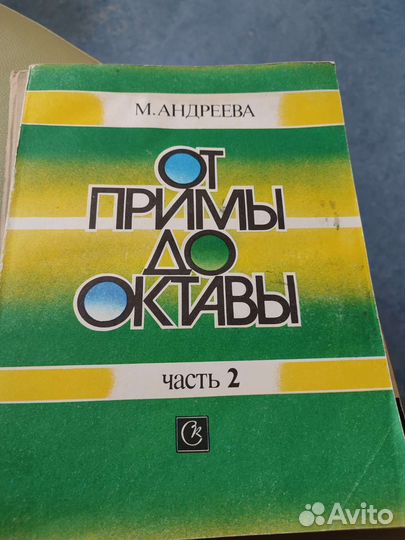 М.АНДРЕЕВА
ОТ
ПРИМЫ
ДО
ОКТАВЫ
часть 2
СК
Avito